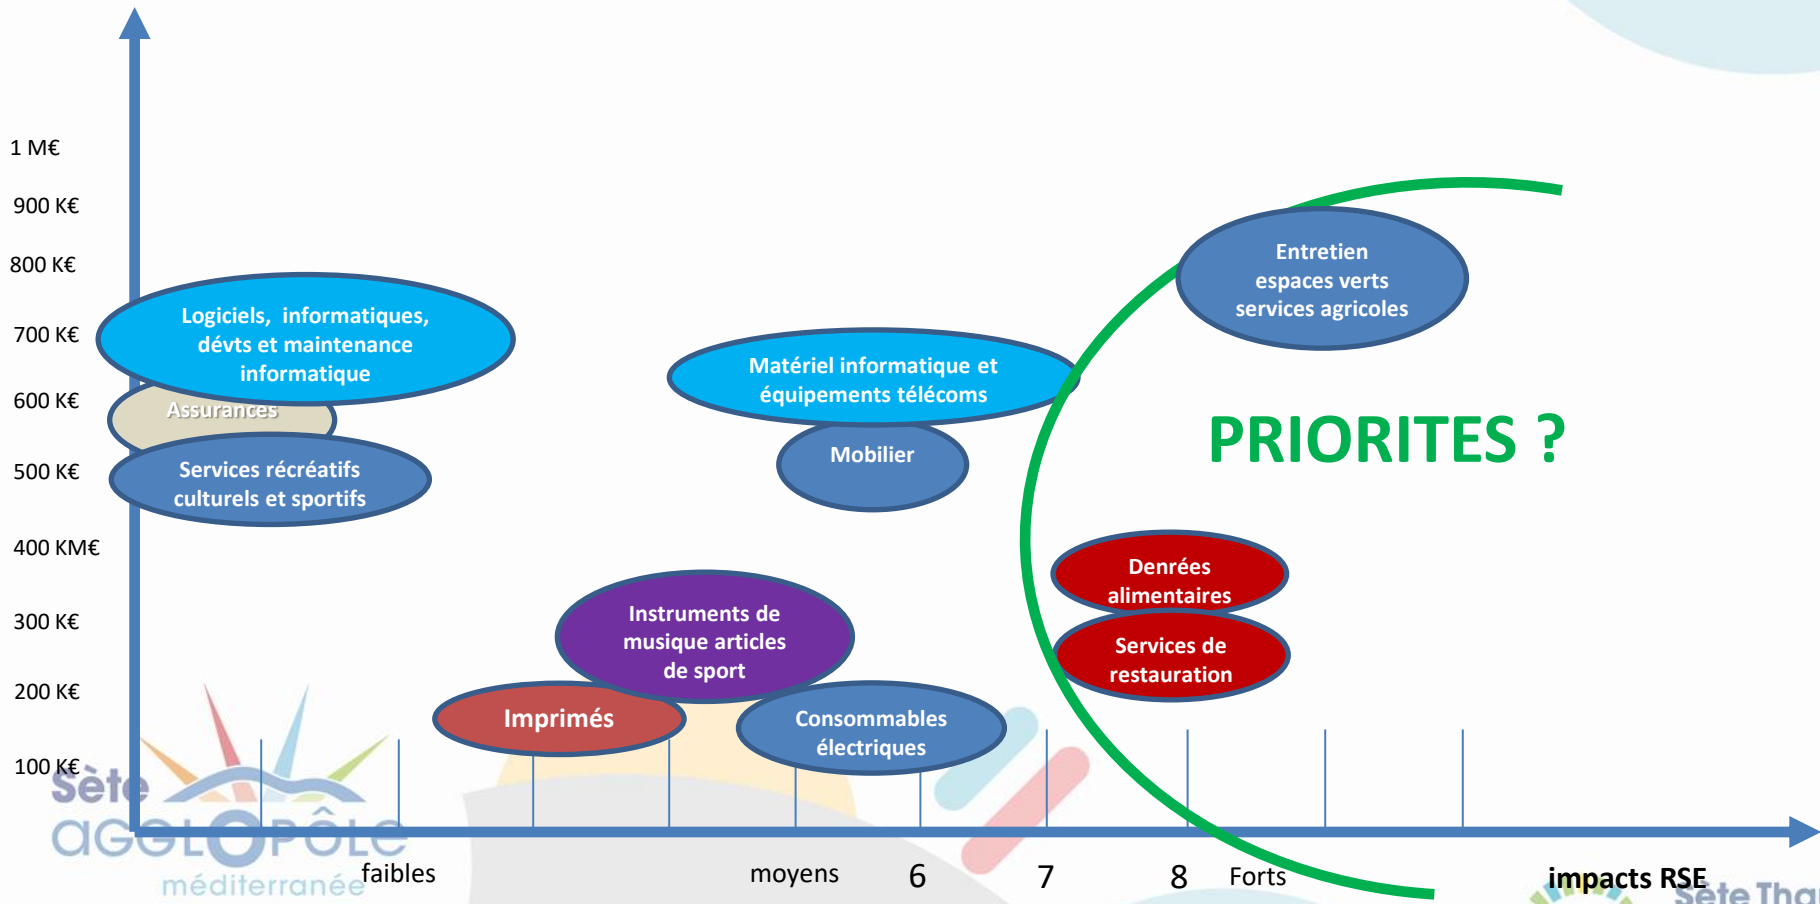 1 M€
900 K€
800 K€
700 K€
600 K€
500 K€
400 KM€
300 K€
200 K€
100 K€
Logiciels, informatiques,
dévts et maintenance
informatique
Assurances
Services récréatifs
culturels et sportifs
Matériel informatique et
équipements télécoms
Mobilier
Entretien
espaces verts
services agricoles
PRIORITES ?
Denrées
alimentaires
Services de
restauration
Instruments de
musique articles
de sport
Imprimés
Consommables
électriques
Sète
aGGLOPÔLe
méditerranée
faibles
moyens
6
7
8
Forts
impacts RSE
Sète Thau